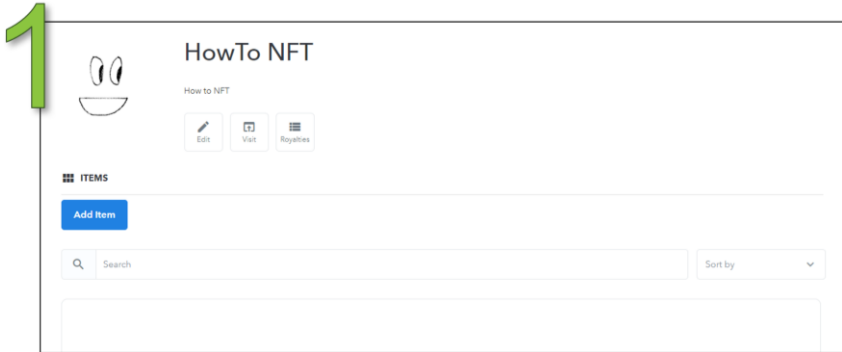 1
HowTo NFT
How to NFT
Edit
Visit
Royalties
ITEMS
Add Item
Search
Sort by